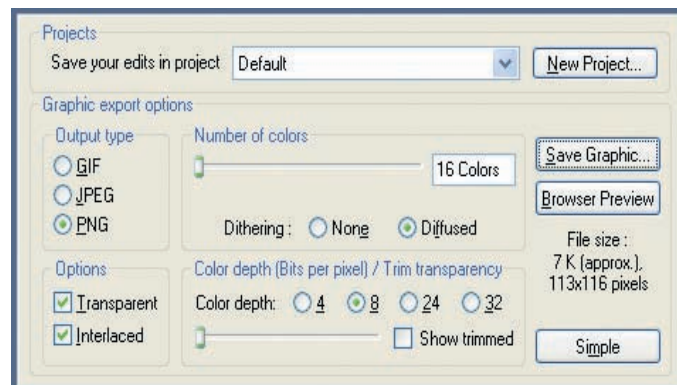 Projects
Save your edits in project Default New Project...
Graphic export options
Output type
GIF
JPEG
PNG
Number of colors
16 Colors
Dithering : None Diffused
Save Graphic...
Browser Preview
File size :
7 K (approx.),
113x116 pixels
Options
Transparent
Interlaced
Color depth (Bits per pixel) / Trim transparency
Color depth: 4 8 24 32
Show trimmed
Simple